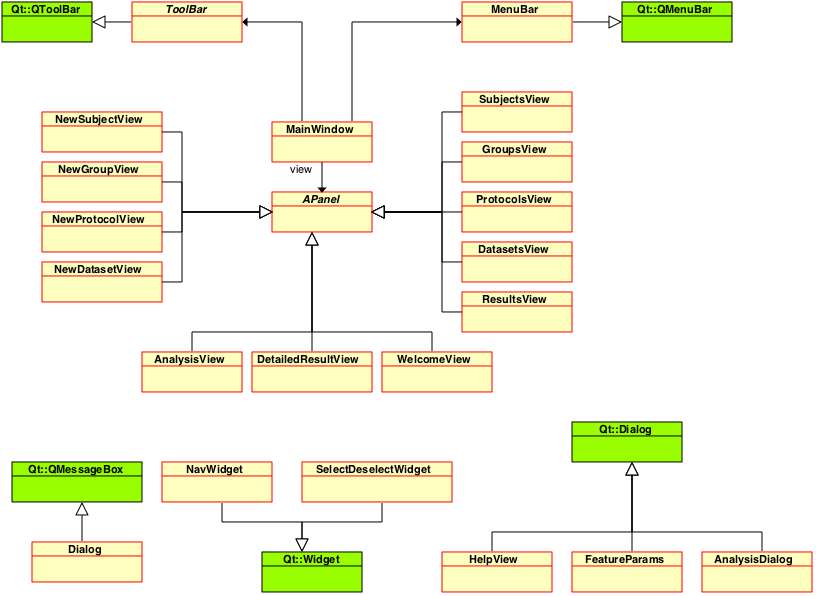 Qt::QToolBar
ToolBar
MenuBar
Qt::QMenuBar
SubjectsView
NewSubjectView
MainWindow
GroupsView
view
NewGroupView
APanel
ProtocolsView
NewProtocolView
DatasetsView
NewDatasetView
ResultsView
AnalysisView
DetailedResultView
WelcomeView
Qt::Dialog
Qt::QMessageBox
NavWidget
SelectDeselectWidget
Dialog
Qt::Widget
HelpView
FeatureParams
AnalysisDialog